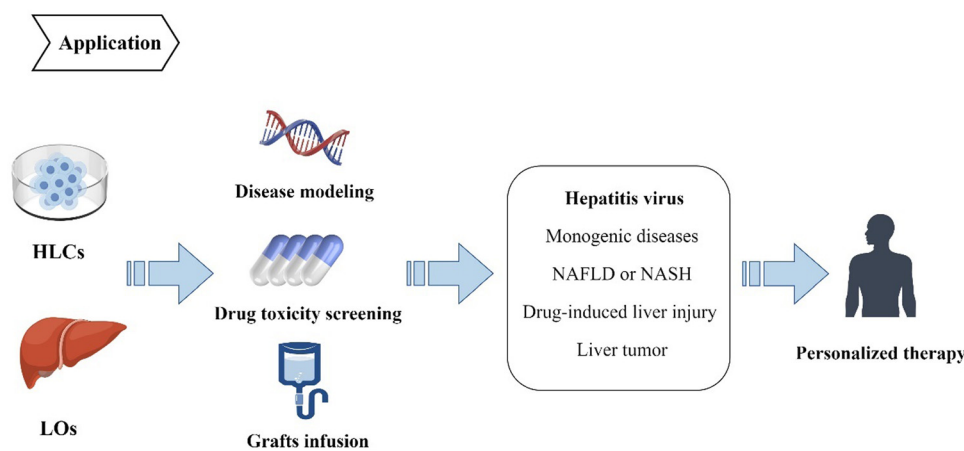 Application
HLCs
LOs
Disease modeling
Drug toxicity screening
Grafts infusion
Hepatitis virus
Monogenic diseases
NAFLD or NASH
Drug-induced liver injury
Liver tumor
Personalized therapy